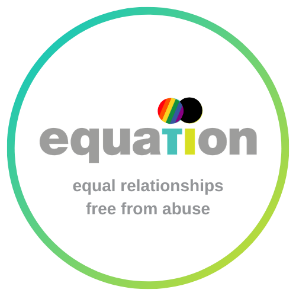 equation
equal relationships
free from abuse